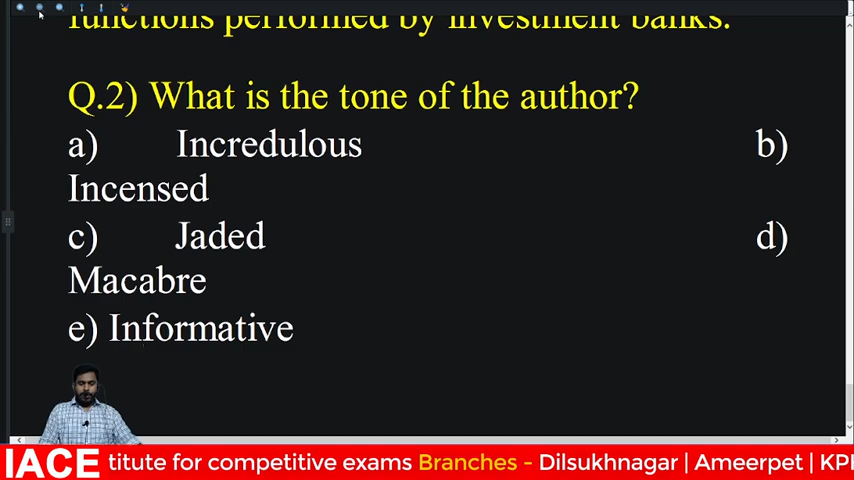 functions performed by investment banks.
Q.2) What is the tone of the author?
a) Incredulous b)
Incensed
c) Jaded d)
Macabre
e) Informative
IACE titute for competitive exams Branches - Dilsukhnagar | Ameerpet | KPI